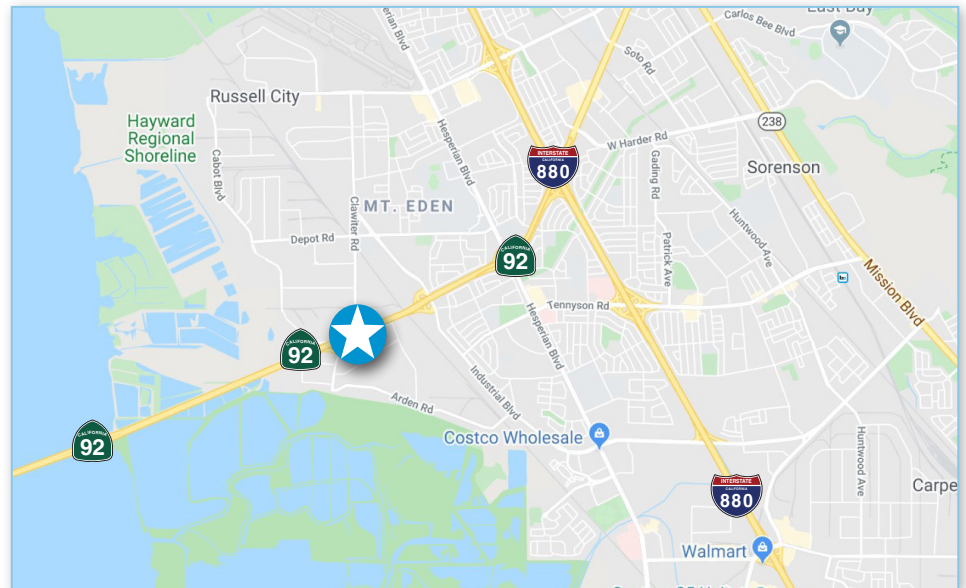 East Bay
Carlos Bee Blvd
Hesperian Blvd
Soto Rd
Russell City
238
Hayward
Regional
Shoreline
W Harder Rd
Hesperian Blvd
Cabot Blvd
INTERSTATE
CALIFORNIA
880
Gading Rd
Sorenson
Clawiter Rd
MT. EDEN
Huntwood Ave
Depot Rd
Patrick Ave
CALIFORNIA
92
Mission Blvd
Tennyson Rd
Hesperian Blvd
CALIFORNIA
92
Industrial Blvd
Arden Rd
CALIFORNIA
92
Costco Wholesale
Huntwood Ave
INTERSTATE
CALIFORNIA
880
Carpe
Walmart